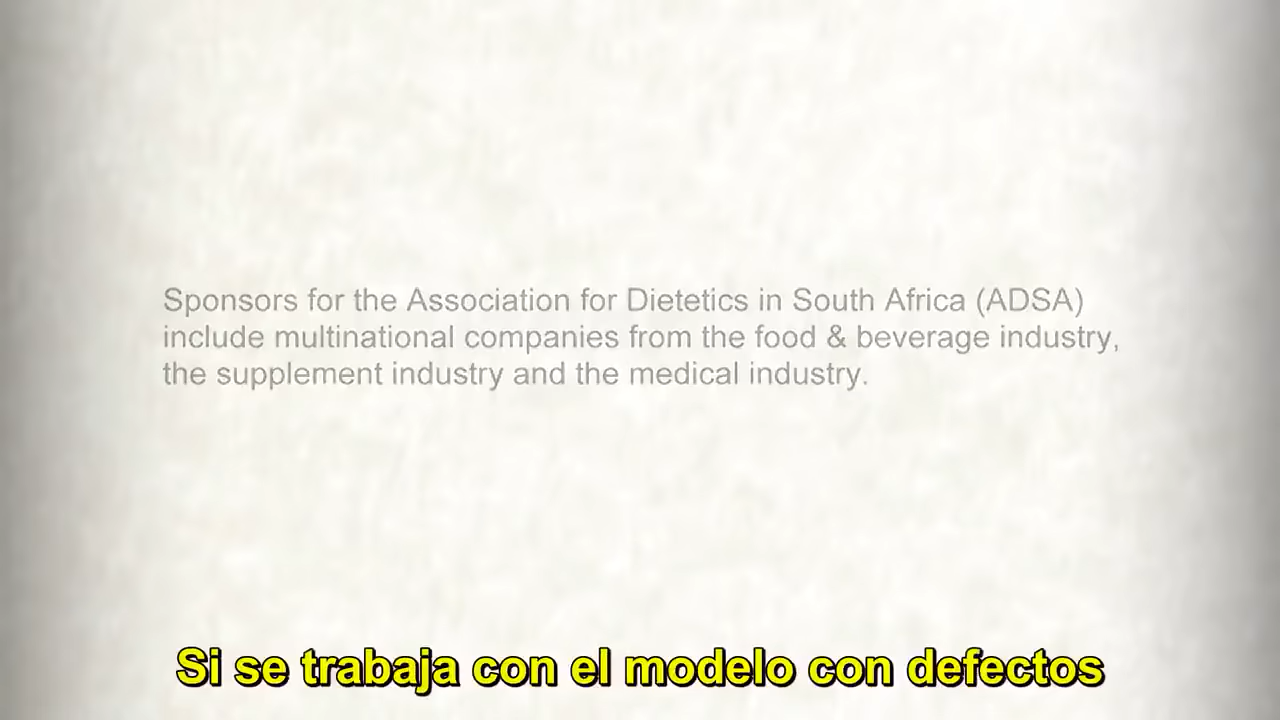 Sponsors for the Association for Dietetics in South Africa (ADSA)
include multinational companies from the food & beverage industry,
the supplement industry and the medical industry.
Si se trabaja con el modelo con defectos